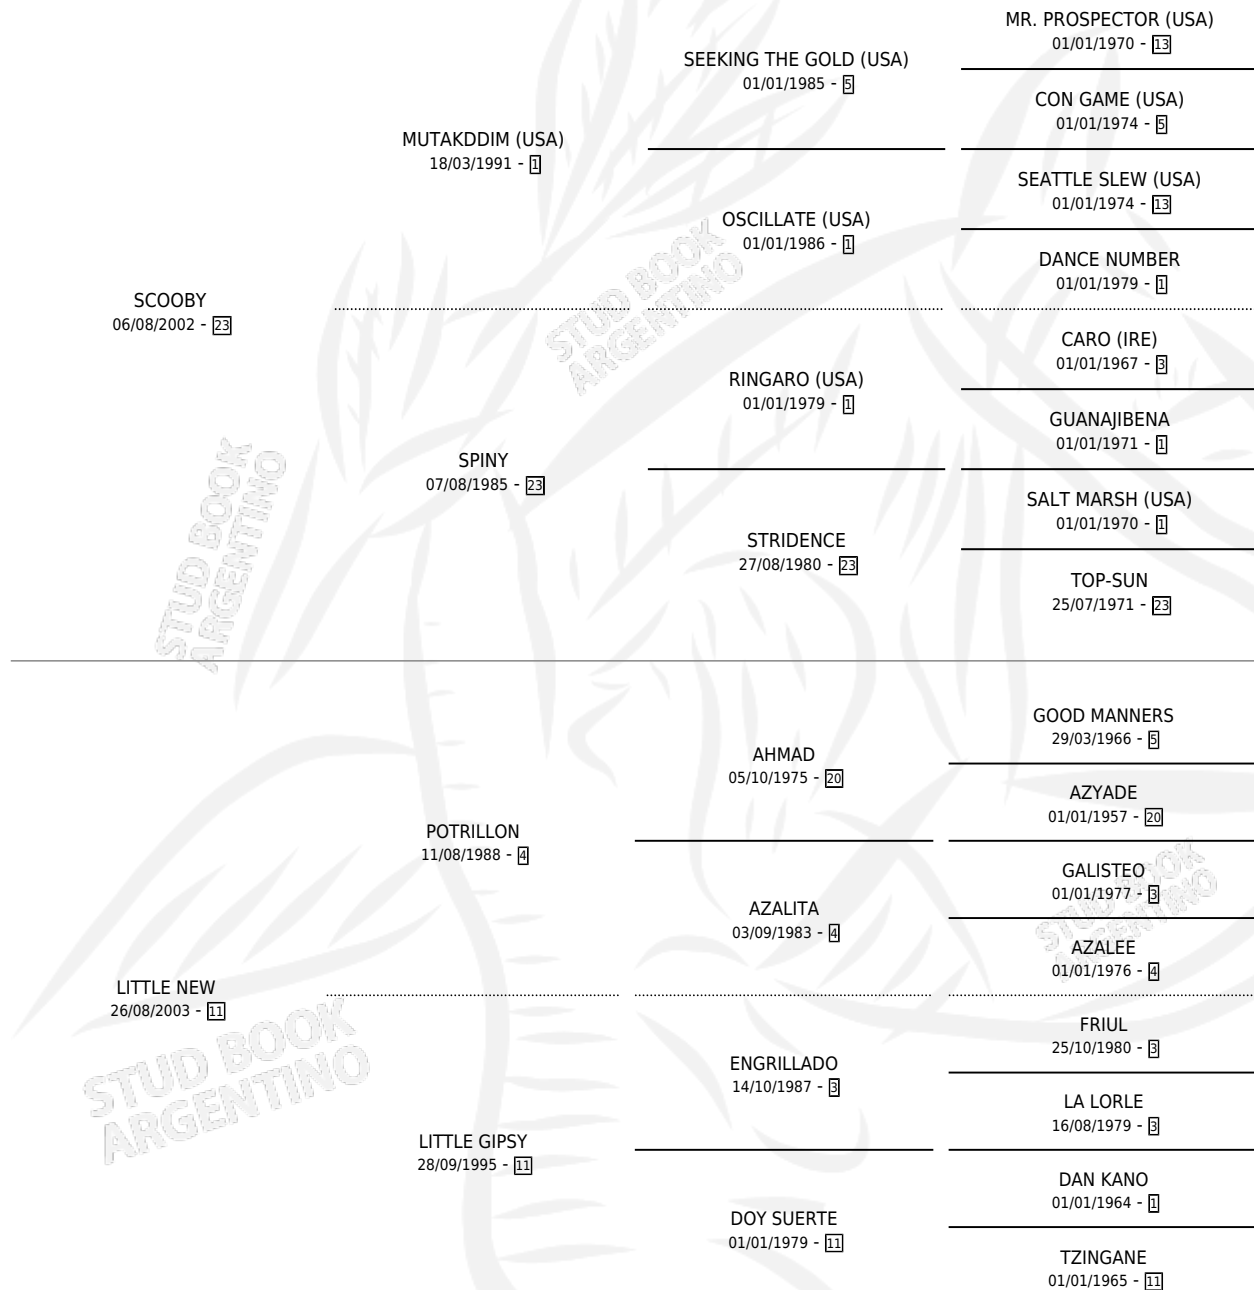 MR. PROSPECTOR (USA)
01/01/1970 - 13
SEEKING THE GOLD (USA)
01/01/1985 - 5
CON GAME (USA)
01/01/1974 - 5
MUTAKDDIM (USA)
18/03/1991 - 1
SEATTLE SLEW (USA)
01/01/1974 - 13
OSCILLATE (USA)
01/01/1986 - 1
DANCE NUMBER
01/01/1979 - 1
SCOOBY
06/08/2002 - 23
CARO (IRE)
01/01/1967 - 3
RINGARO (USA)
01/01/1979 - 1
GUANAJIBENA
01/01/1971 - 1
SPINY
07/08/1985 - 23
SALT MARSH (USA)
01/01/1970 - 1
STRIDENCE
27/08/1980 - 23
TOP-SUN
25/07/1971 - 23
GOOD MANNERS
29/03/1966 - 5
AHMAD
05/10/1975 - 20
AZYADE
01/01/1957 - 20
POTRILLON
11/08/1988 - 4
GALISTEO
01/01/1977 - 3
AZALITA
03/09/1983 - 4
AZALEE
01/01/1976 - 4
LITTLE NEW
26/08/2003 - 11
FRIUL
25/10/1980 - 3
ENGRILLADO
14/10/1987 - 3
LA LORLE
16/08/1979 - 3
LITTLE GIPSY
28/09/1995 - 11
DAN KANO
01/01/1964 - 1
DOY SUERTE
01/01/1979 - 11
TZINGANE
01/01/1965 - 11
STUD BOOK
ARGENTINO
STUD BOOK
ARGENTINO
STUD BOOK
ARGENTINO
STUD BOOK
ARGENTINO